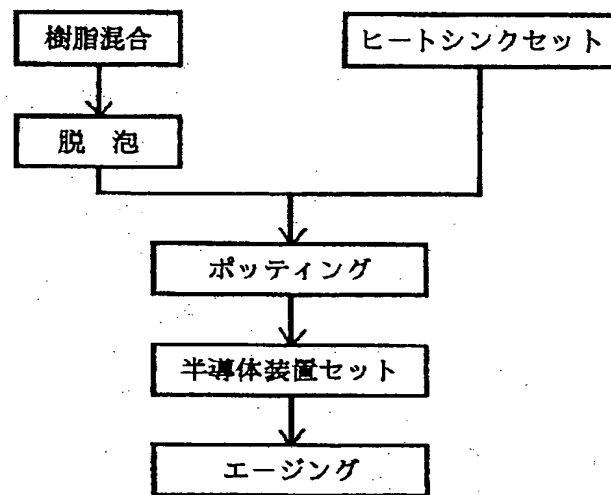 樹脂混合
ヒートシンクセット
脱 泡
ポッティング
半導体装置セット
エージング